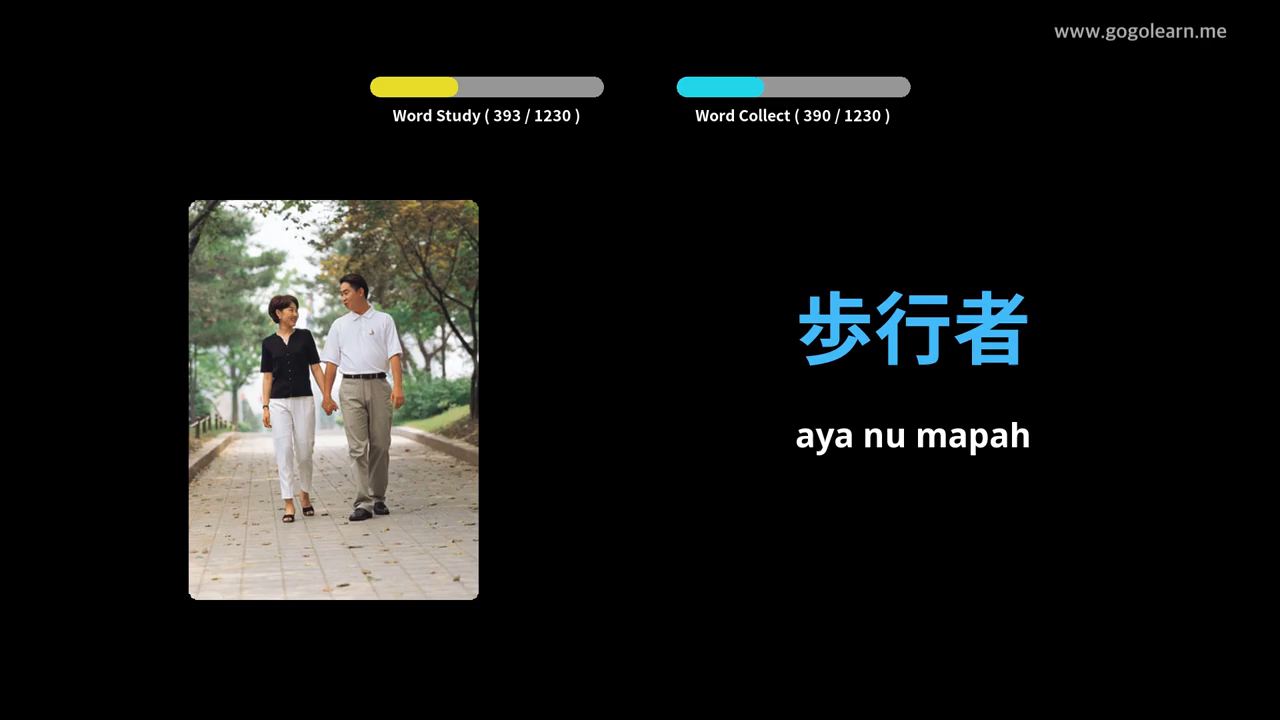 www.gogolearn.me
Word Study ( 393 / 1230 )
Word Collect ( 390 / 1230 )
歩行者
aya nu mapah